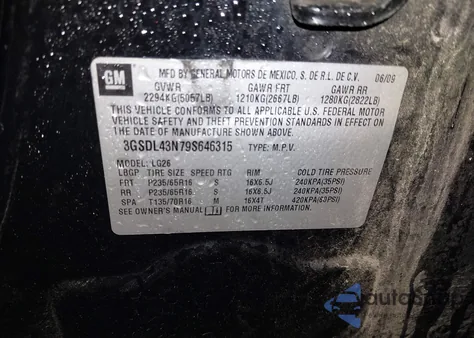 GM
MFD BY GENERAL MOTORS DE MEXICO, S. DE R.L. DE C.V. 06/09
GVWR GAWR FRT GAWR RR
2294KG(5057LB) 1210KG(2667LB) 1280KG(2822LB)
THIS VEHICLE CONFORMS TO ALL APPLICABLE U.S. FEDERAL MOTOR
VEHICLE SAFETY AND THEFT PREVENTION STANDARDS IN EFFECT
ON THE DATE OF MANUFACTURE SHOWN ABOVE.
3GSDL43N79S646315 TYPE: M.P.V.
MODEL: LG26
TIRE SIZE SPEED RTG RIM COLD TIRE PRESSURE
FRT P235/65R16 S 16X6.5J 240KPA(35PSI)
RR P235/65R16 S 16X6.5J 240KPA(35PSI)
SPA T135/70R16 M 16X4T 420KPA(63PSI)
SEE OWNER'S MANUAL i FOR MORE INFORMATION.